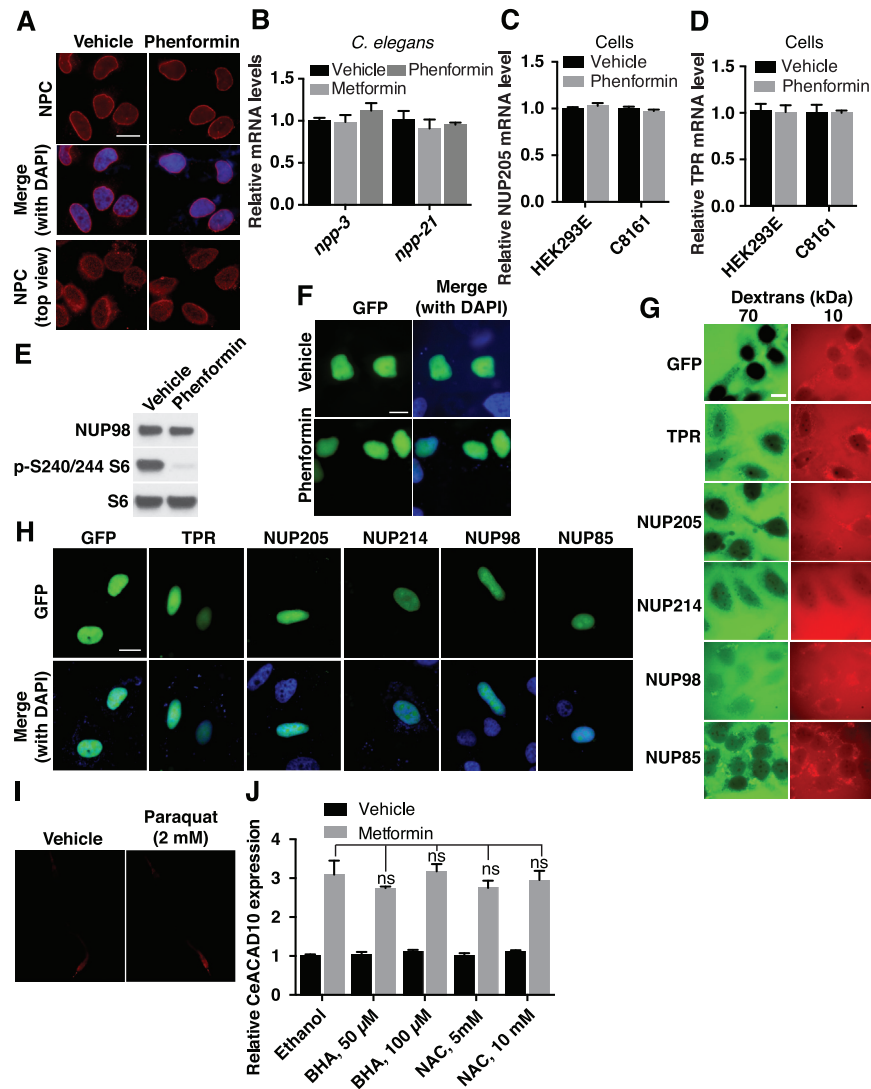 A
Vehicle Phenformin
NPC
Merge
(with DAPI)
NPC
(top view)
B
C. elegans
Vehicle Phenformin
Metformin
Relative mRNA levels
1.5
1.0
0.5
0.0
npp-3 npp-21
C
Cells
Vehicle
Phenformin
Relative NUP205 mRNA level
2.0
1.5
1.0
0.5
0.0
HEK293E C8161
D
Cells
Vehicle
Phenformin
Relative TPR mRNA level
2.0
1.5
1.0
0.5
0.0
HEK293E C8161
E
Vehicle Phenformin
NUP98
p-S240/244 S6
S6
F
GFP
Merge
(with DAPI)
Vehicle
Phenformin
G
Dextrans (kDa)
70 10
GFP
TPR
NUP205
NUP214
NUP98
NUP85
H
GFP TPR NUP205 NUP214 NUP98 NUP85
GFP
Merge
(with DAPI)
I
Vehicle
Paraquat
(2 mM)
J
Vehicle
Metformin
Relative CeACAD10 expression
4
3
2
1
0
ns ns ns ns
Ethanol
BHA, 50 µM
BHA, 100 µM
NAC, 5mM
NAC, 10 mM